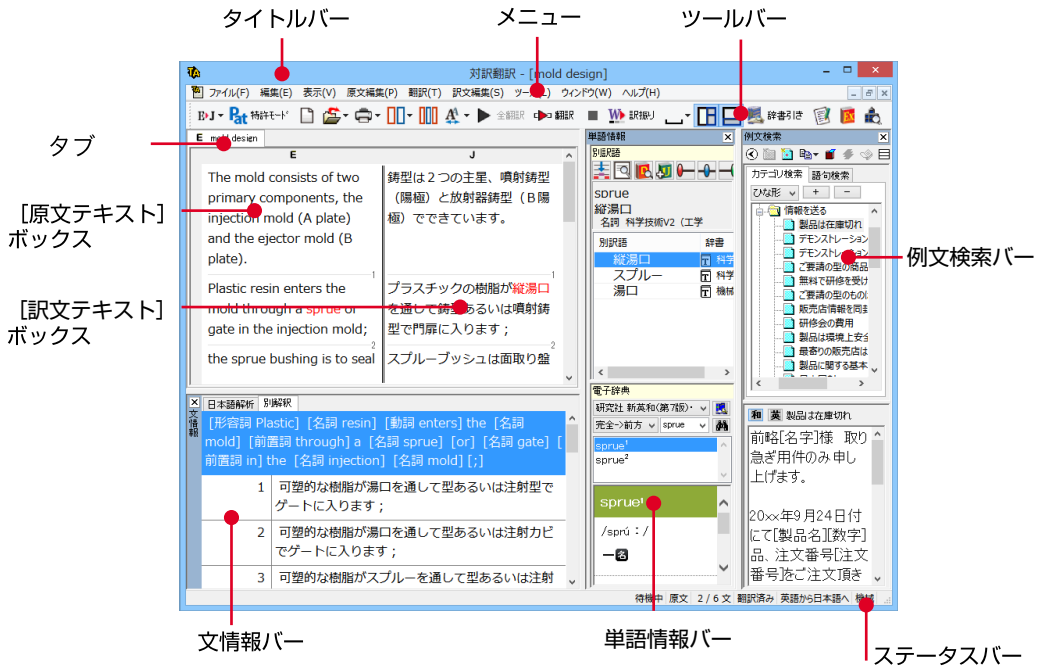 タイトルバー
メニュー
ツールバー
対訳翻訳 - [mold design]
ファイル(F) 編集(E) 表示(V) 原文編集(P) 翻訳(T) 訳文編集(S) ウィンドウ(W) ヘルプ(H)
E▸J Pat 特許モード 全翻訳 翻訳 訳振り 辞書引き
タブ
E mold design
E J
The mold consists of two
primary components, the
injection mold (A plate)
and the ejector mold (B
plate).
鋳型は２つの主星、噴射鋳型
（陽極）と放射器鋳型（Ｂ陽
極）でできています。
1
1
Plastic resin enters the
mold through a sprue or
gate in the injection mold;
プラスチックの樹脂が縦湯口
を通して鋳型あるいは噴射鋳
型で門扉に入ります；
2
2
the sprue bushing is to seal
スプルーブッシュは面取り盤
［原文テキスト］
ボックス
［訳文テキスト］
ボックス
単語情報
別訳語
sprue
縦湯口
名詞 科学技術V2（工学
別訳語 辞書
縦湯口 科学
スプルー 科学
湯口 機械
電子辞典
研究社 新英和(第7版)・
完全->前方 sprue
sprue¹
sprue²
sprue¹
/sprúː/
━名
例文検索
カテゴリ検索 語句検索
ひな形 + -
情報を送る
製品は在庫切れ
デモンストレーション
デモンストレーション
ご要請の型の商品
無料で研修を受け
ご要請の型のもの
販売店情報を同封
研修会の費用
製品は環境上安全
最寄りの販売店は
製品に関する基本
和 英 製品は在庫切れ
前略[名字]様 取り
急ぎ用件のみ申し
上げます。
20××年9月24日付
にて[製品名][数字]
品、注文番号[注文
番号]をご注文頂き
例文検索バー
文情報
日本語解析 別解釈
[形容詞 Plastic] [名詞 resin] [動詞 enters] the [名詞
mold] [前置詞 through] a [名詞 sprue] [or] [名詞 gate] [
前置詞 in] the [名詞 injection] [名詞 mold] [;]
1 可塑的な樹脂が湯口を通して型あるいは注射型で
ゲートに入ります；
2 可塑的な樹脂が湯口を通して型あるいは注射カビ
でゲートに入ります；
3 可塑的な樹脂がスプルーを通して型あるいは注射
待機中 原文 2 / 6 文 翻訳済み 英語から日本語へ 機械
文情報バー
単語情報バー
ステータスバー